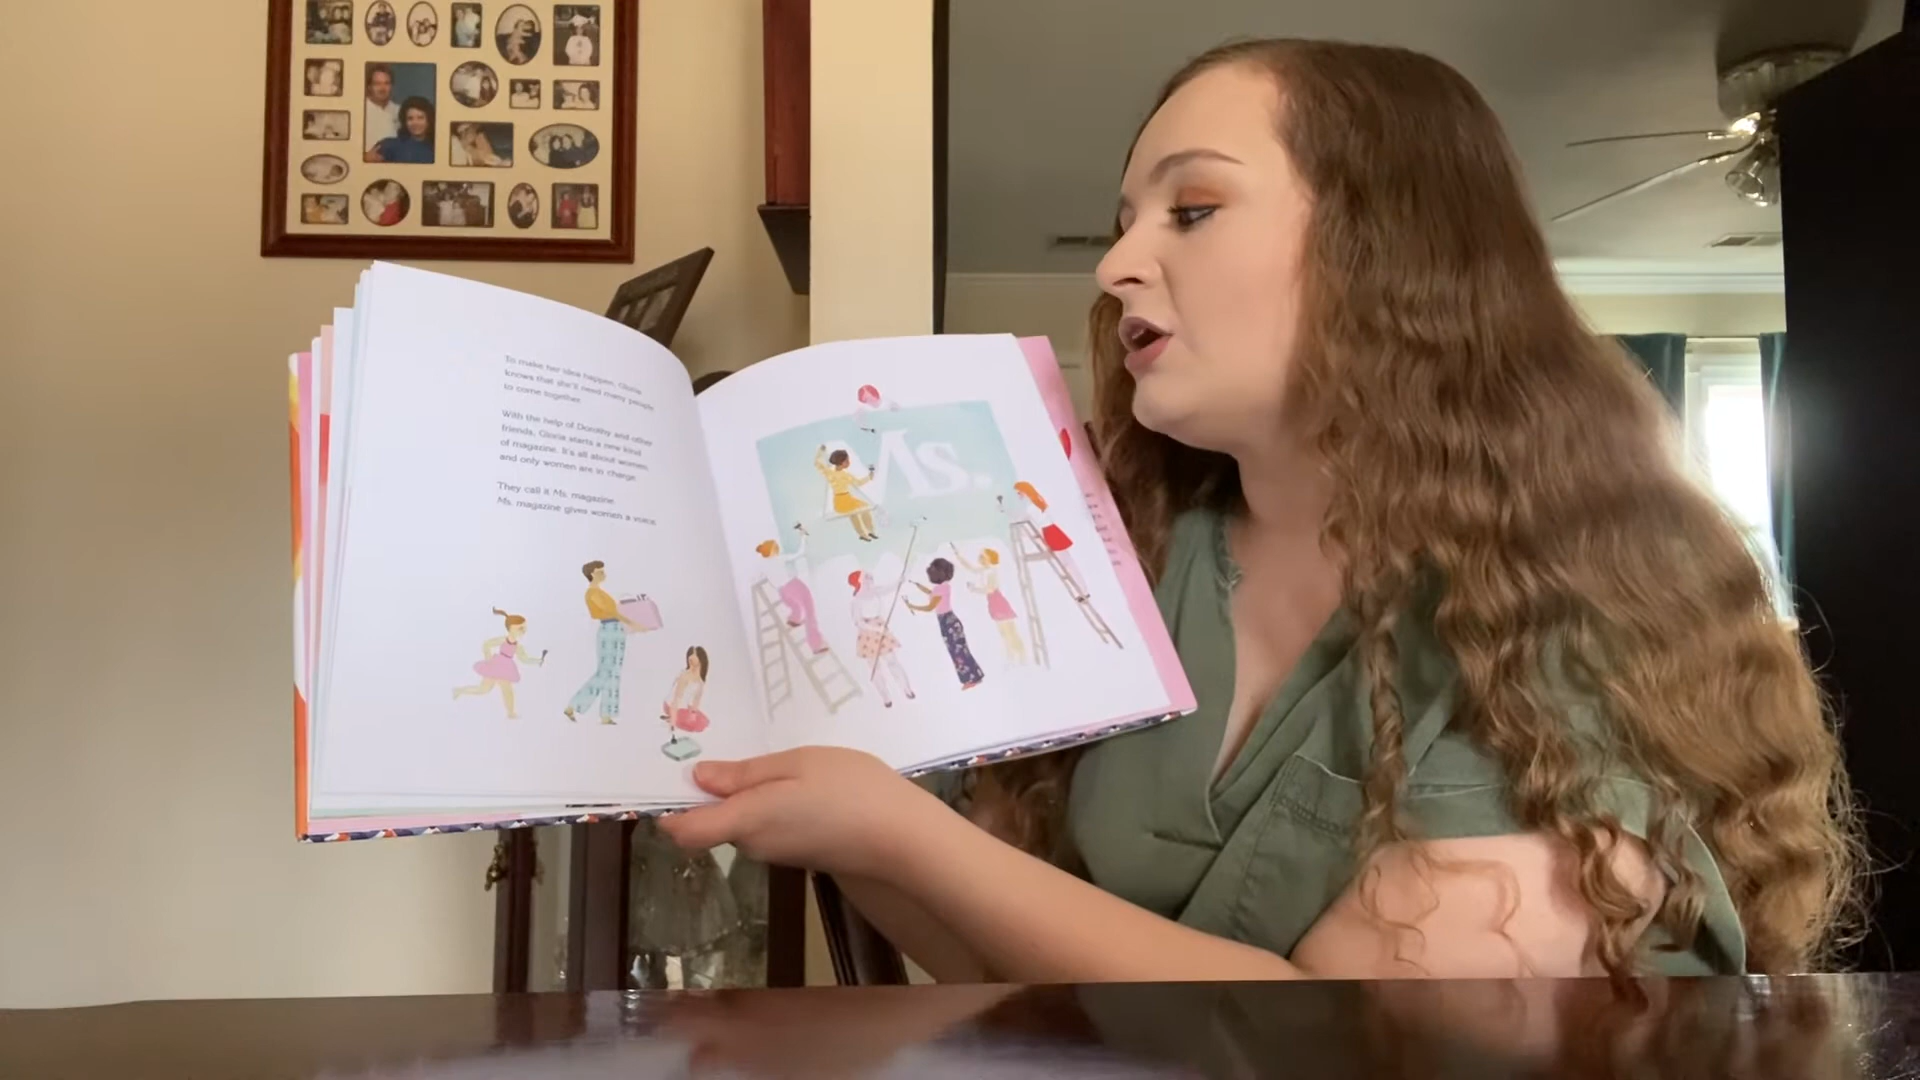 To make her idea happen, Gloria
knows that she'll need many people
to come together.
With the help of Dorothy and other
friends, Gloria starts a new kind
of magazine. It's all about women,
and only women are in charge.
They call it Ms. magazine.
Ms. magazine gives women a voice.
Ms.